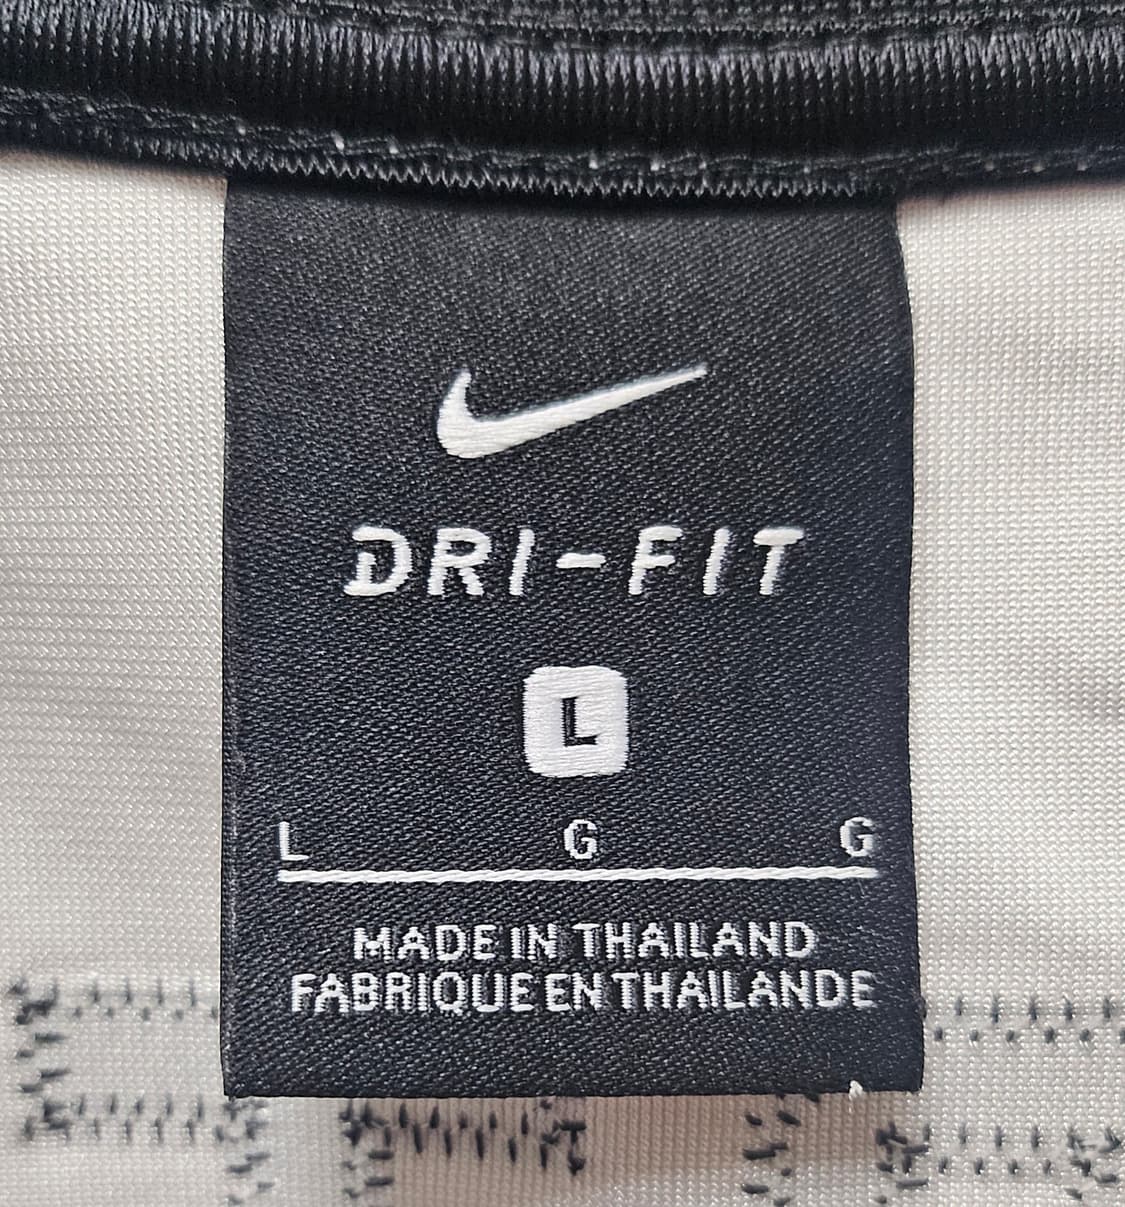 DRI-FIT
L
L G G
MADE IN THAILAND
FABRIQUE EN THAILANDE